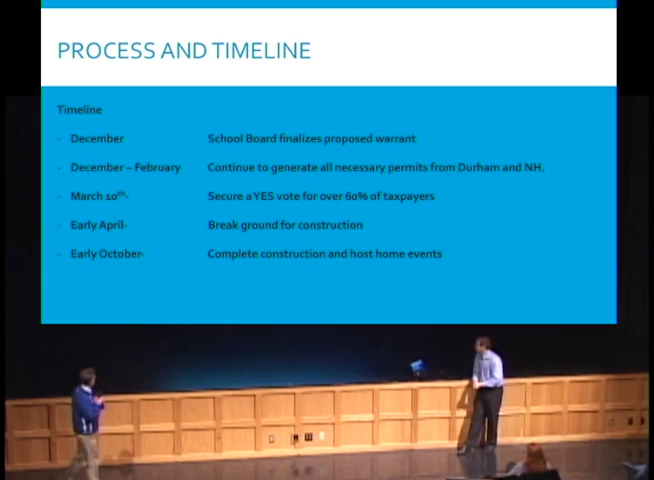 PROCESS AND TIMELINE
Timeline
- December School Board finalizes proposed warrant
- December – February Continue to generate all necessary permits from Durham and NH.
- March 10th- Secure a YES vote for over 60% of taxpayers
- Early April- Break ground for construction
- Early October- Complete construction and host home events